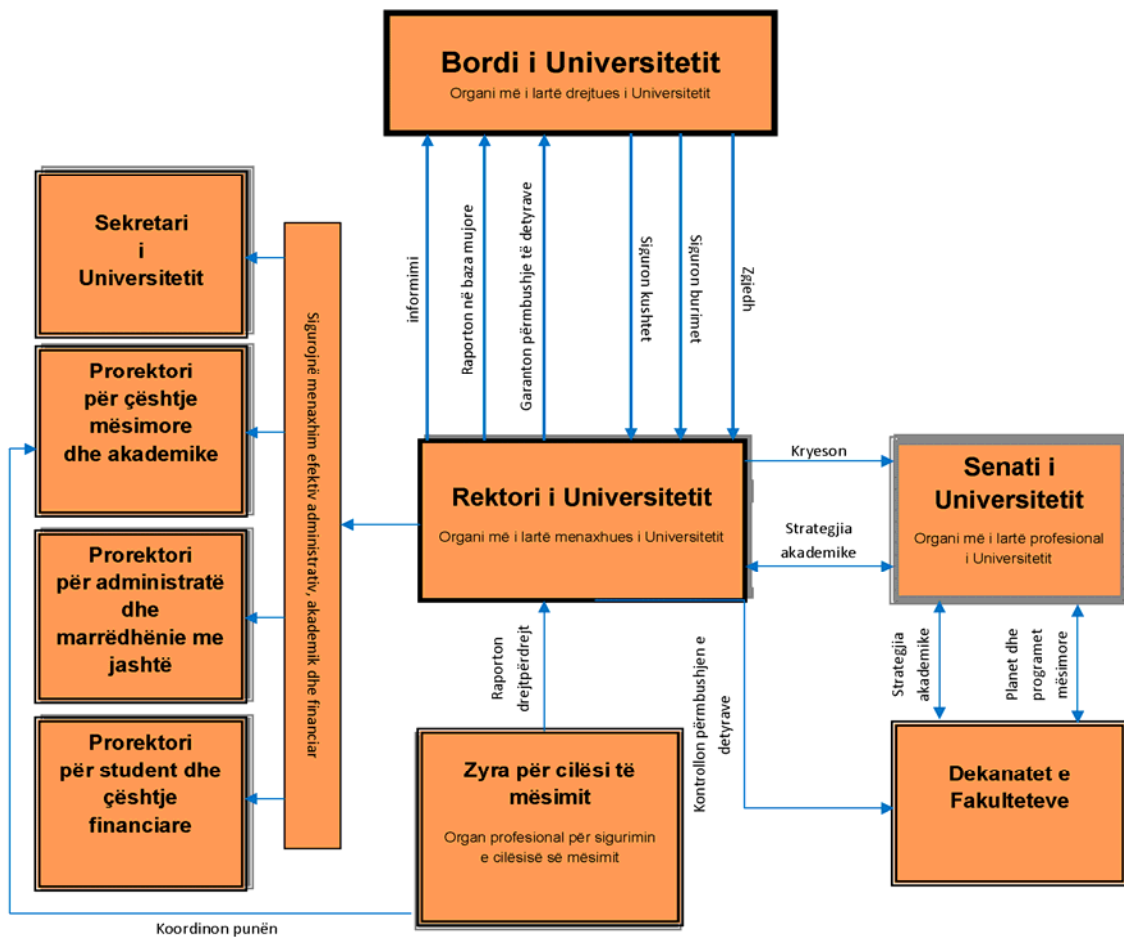 Bordi i Universitetit
Organi më i lartë drejtues i Universitetit
Sekretari
i
Universitetit
Prorektori
për çështje
mësimore
dhe akademike
Prorektori
për administratë
dhe
marrëdhënie me
jashtë
Prorektori
për student dhe
çështje
financiare
Sigurojnë menaxhim efektiv administrativ, akademik dhe financiar
informimi
Raporton në baza mujore
Garanton përmbushje të detyrave
Siguron kushtet
Siguron burimet
Zgjedh
Rektori i Universitetit
Organi më i lartë menaxhues i Universitetit
Kryeson
Strategjia
akademike
Senati i
Universitetit
Organi më i lartë profesional
i Universitetit
Raporton
drejtpërdrejt
Kontrollon përmbushjen e
detyrave
Strategjia
akademike
Planet dhe
programet
mësimore
Zyra për cilësi të
mësimit
Organ profesional për sigurimin
e cilësisë së mësimit
Dekanatet e
Fakulteteve
Koordinon punën